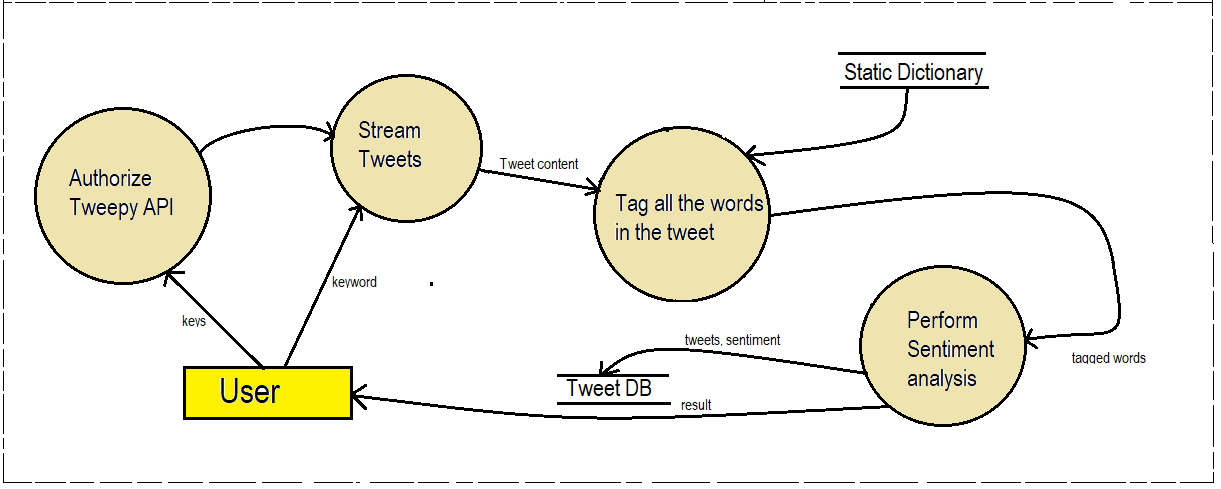 Static Dictionary
Stream
Tweets
Tweet content
Authorize
Tweepy API
Tag all the words
in the tweet
keyword
keys
Perform
Sentiment
analysis
tweets, sentiment
tagged words
User
Tweet DB
result